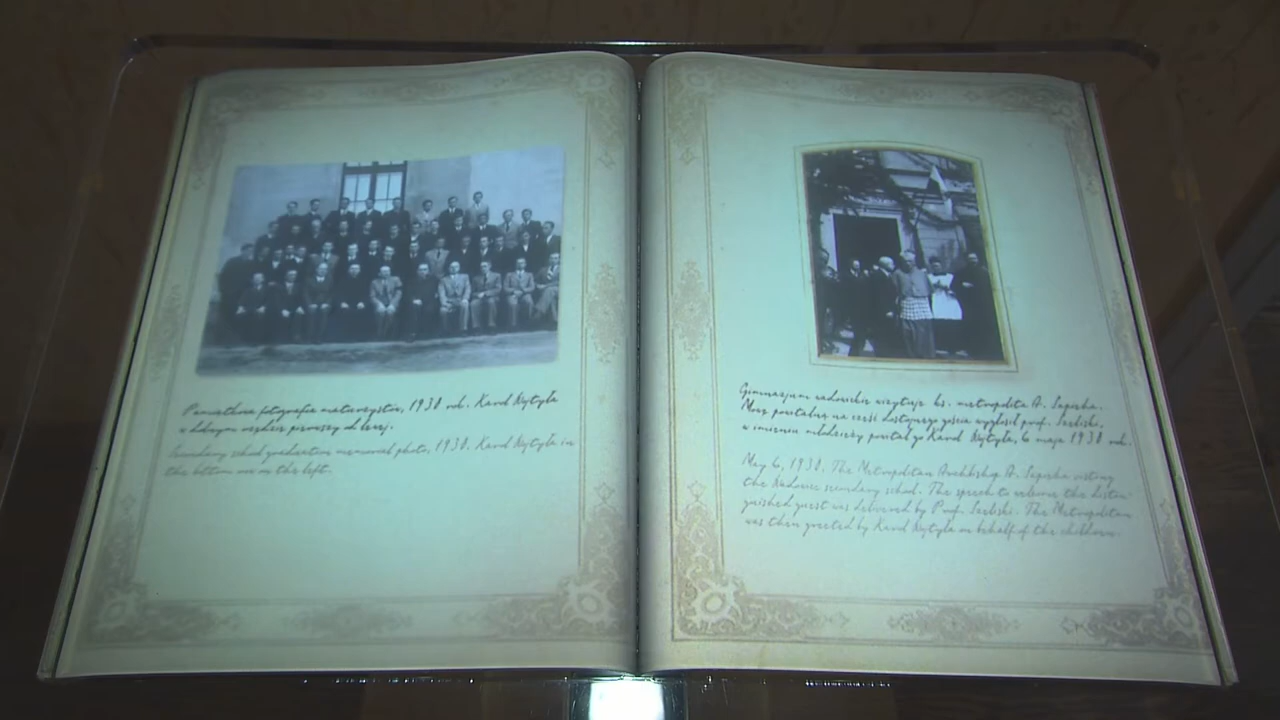 Pamiątkowa fotografia maturzystów, 1938 rok. Karol Wojtyła
w dolnym rzędzie pierwszy od lewej.
Secondary school graduation memorial photo, 1938. Karol Wojtyła in
the bottom row on the left.
Gimnazjum wadowickie wizytuje ks. metropolita A. Sapieha.
Mowę powitalną na cześć dostojnego gościa wygłosił prof.
w imieniu młodzieży powitał go Karol Wojtyła, 6 maja 1938 rok.
May 6, 1938. The Metropolitan Archbishop A. Sapieha visiting
the Wadowice secondary school. The speech to welcome the distin-
guished guest was delivered by Prof. The Metropolitan
was then greeted by Karol Wojtyła on behalf of the children.